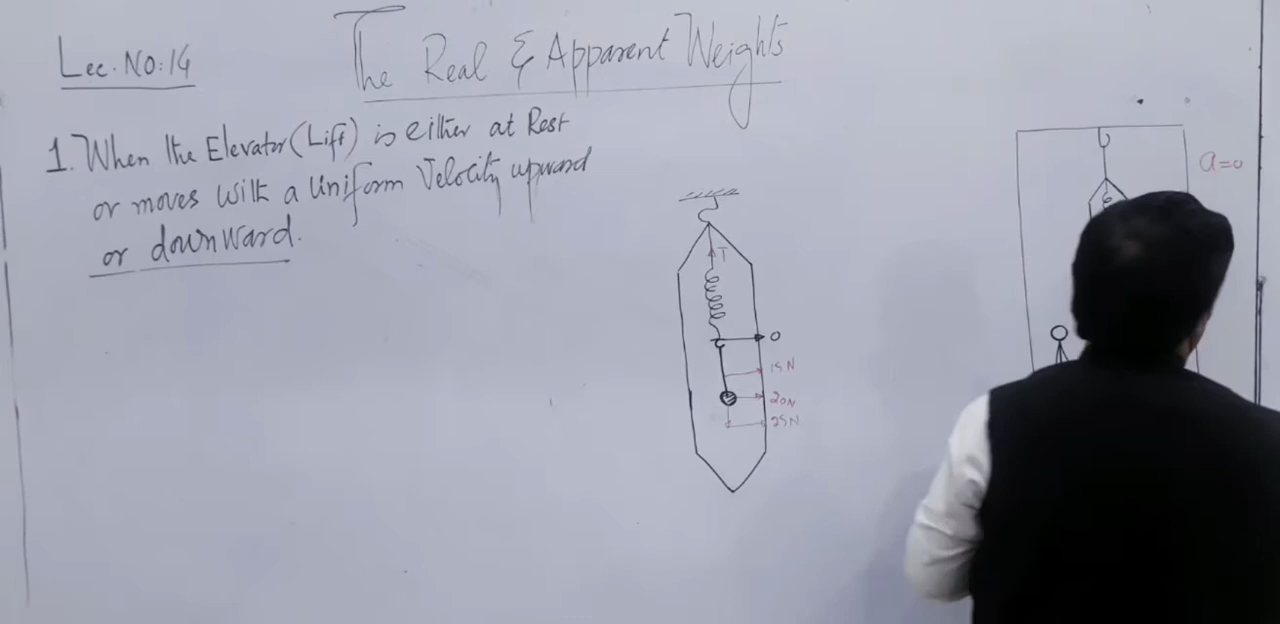 Lec. No: 14
The Real & Apparent Weights
1. When the Elevator (Lift) is either at Rest
or moves with a Uniform Velocity upward
or downward.
a=0
T
0
15N
20N
25N